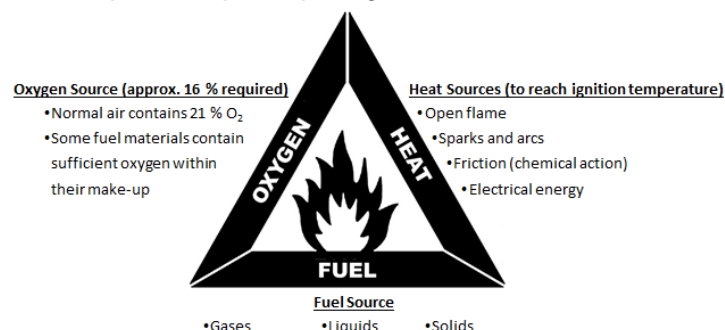 Oxygen Source (approx. 16 % required)
•Normal air contains 21 % O₂
•Some fuel materials contain
sufficient oxygen within
their make-up
Heat Sources (to reach ignition temperature)
•Open flame
•Sparks and arcs
•Friction (chemical action)
•Electrical energy
OXYGEN
HEAT
FUEL
Fuel Source
•Gases •Liquids •Solids